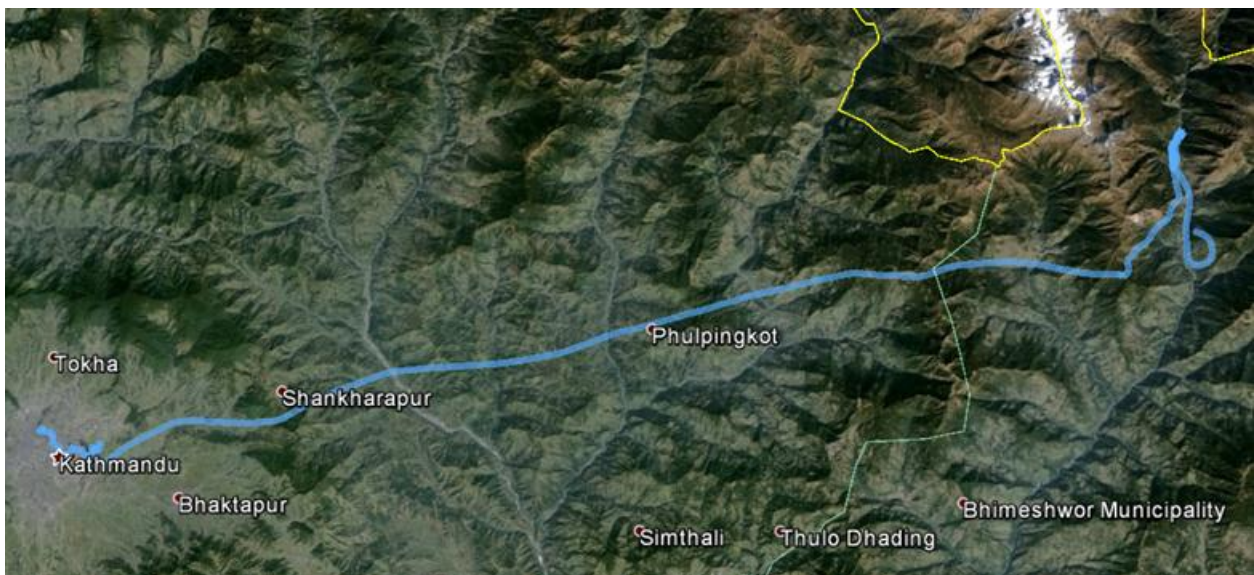 Tokha
Phulpingkot
Shankharapur
Kathmandu
Bhaktapur
Simthali
Thulo Dhading
Bhimeshwor Municipality